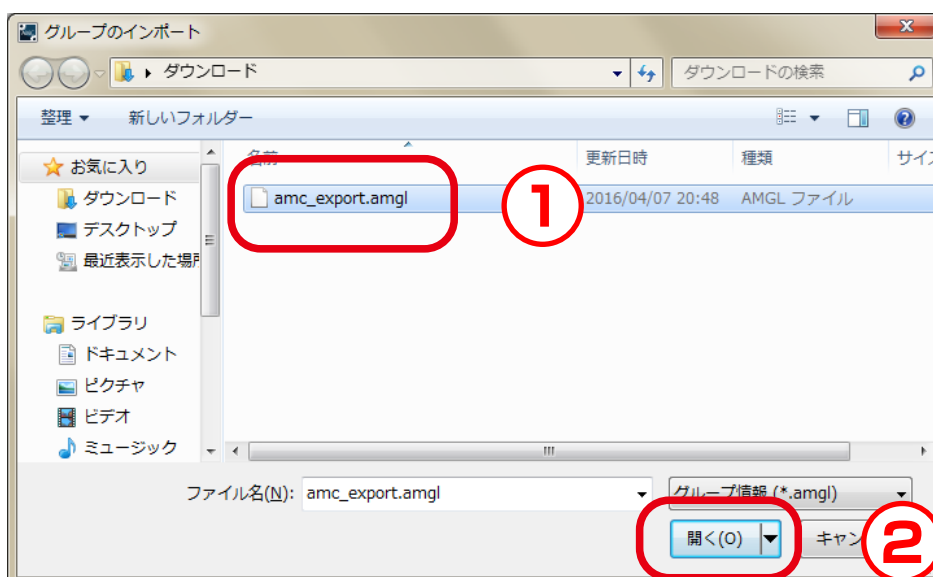 グループのインポート
ダウンロード
ダウンロードの検索
整理
新しいフォルダー
お気に入り
ダウンロード
デスクトップ
最近表示した場所
ライブラリ
ドキュメント
ピクチャ
ビデオ
ミュージック
名前
更新日時
種類
サイズ
amc_export.amgl
①
2016/04/07 20:48
AMGL ファイル
ファイル名(N):
amc_export.amgl
グループ情報 (*.amgl)
開く(O)
キャン
②